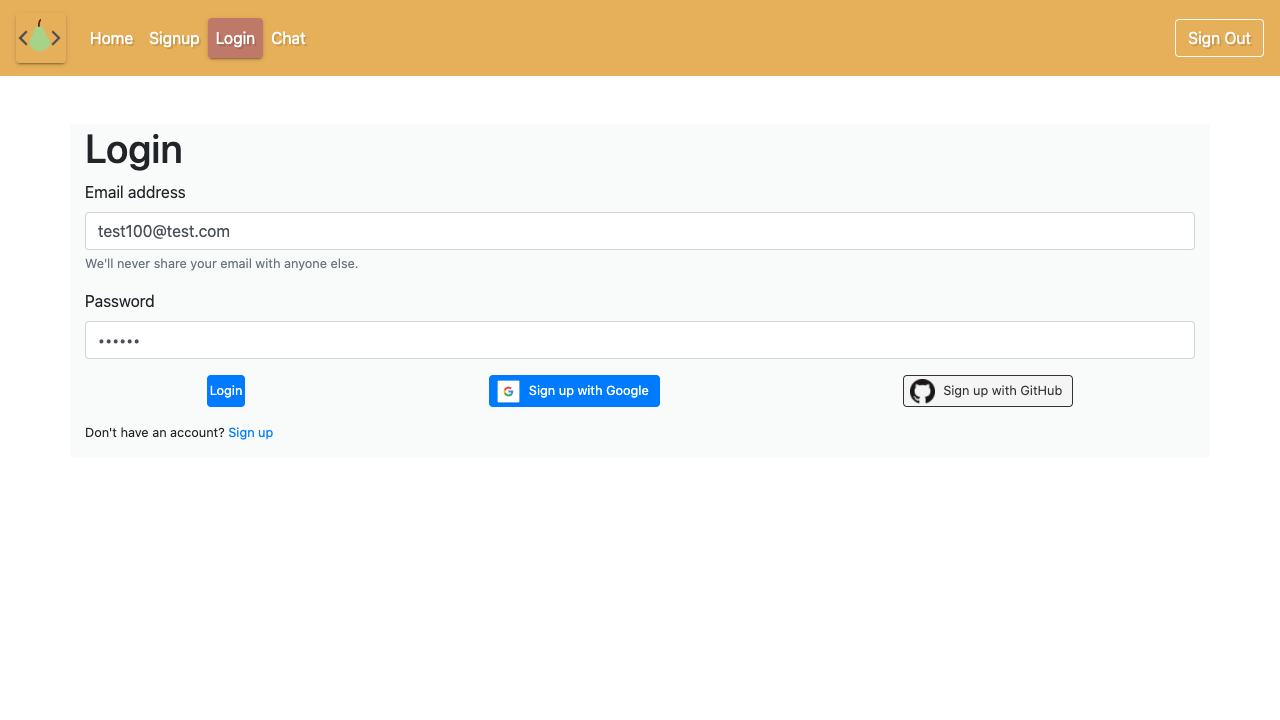 Home Signup Login Chat Sign Out
Login
Email address
test100@test.com
We'll never share your email with anyone else.
Password
••••••
Login Sign up with Google Sign up with GitHub
Don't have an account? Sign up